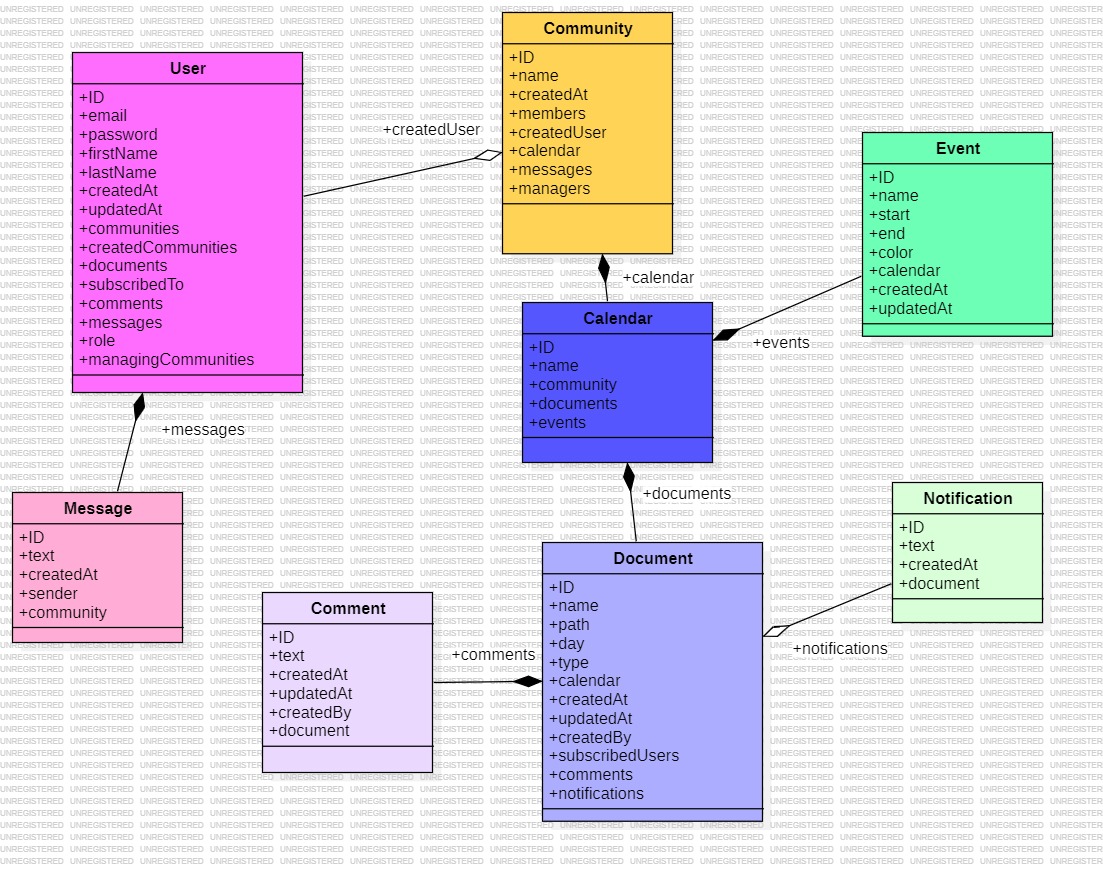 Community
+ID
+name
+createdAt
+members
+createdUser
+calendar
+messages
+managers
User
+ID
+email
+password
+firstName
+lastName
+createdAt
+updatedAt
+communities
+createdCommunities
+documents
+subscribedTo
+comments
+messages
+role
+managingCommunities
+createdUser
Event
+ID
+name
+start
+end
+color
+calendar
+createdAt
+updatedAt
+calendar
Calendar
+ID
+name
+community
+documents
+events
+events
+messages
Message
+ID
+text
+createdAt
+sender
+community
+documents
Notification
+ID
+text
+createdAt
+document
Document
+ID
+name
+path
+day
+type
+calendar
+createdAt
+updatedAt
+createdBy
+subscribedUsers
+comments
+notifications
Comment
+ID
+text
+createdAt
+updatedAt
+createdBy
+document
+comments
+notifications
UNREGISTERED